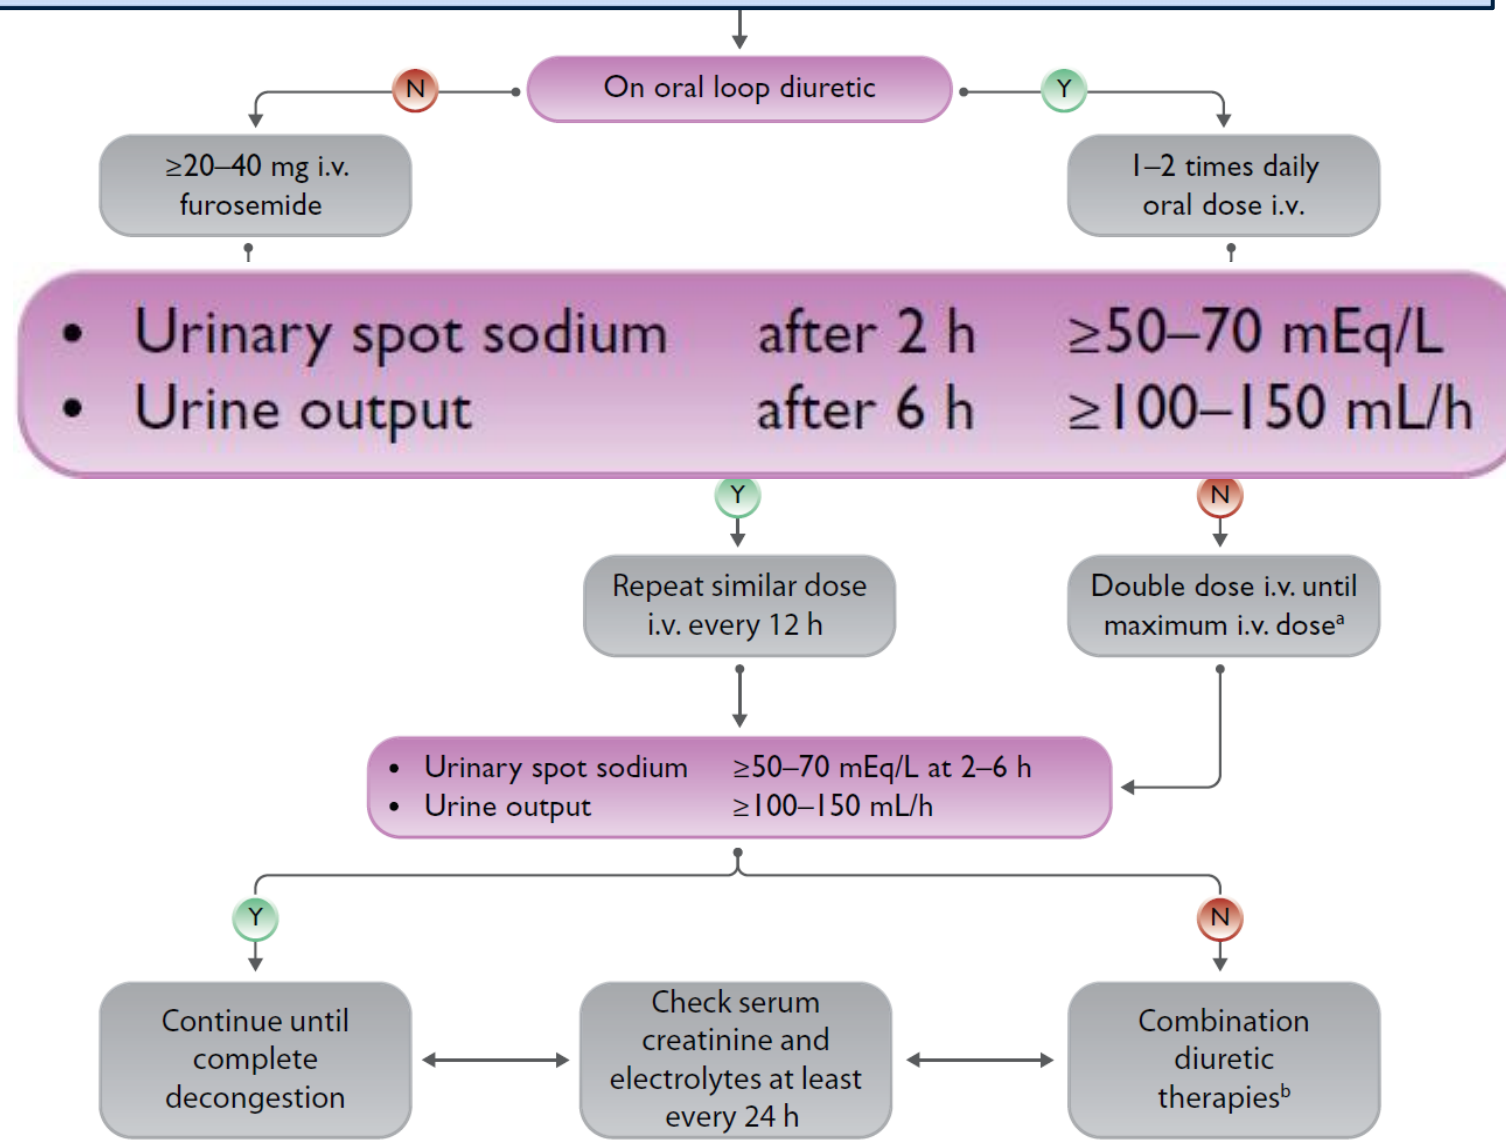 On oral loop diuretic
N
Y
≥20–40 mg i.v.
furosemide
1–2 times daily
oral dose i.v.
• Urinary spot sodium after 2 h ≥50–70 mEq/L
• Urine output after 6 h ≥100–150 mL/h
Y
N
Repeat similar dose
i.v. every 12 h
Double dose i.v. until
maximum i.v. doseᵃ
• Urinary spot sodium ≥50–70 mEq/L at 2–6 h
• Urine output ≥100–150 mL/h
Y
N
Continue until
complete
decongestion
Check serum
creatinine and
electrolytes at least
every 24 h
Combination
diuretic
therapiesᵇ